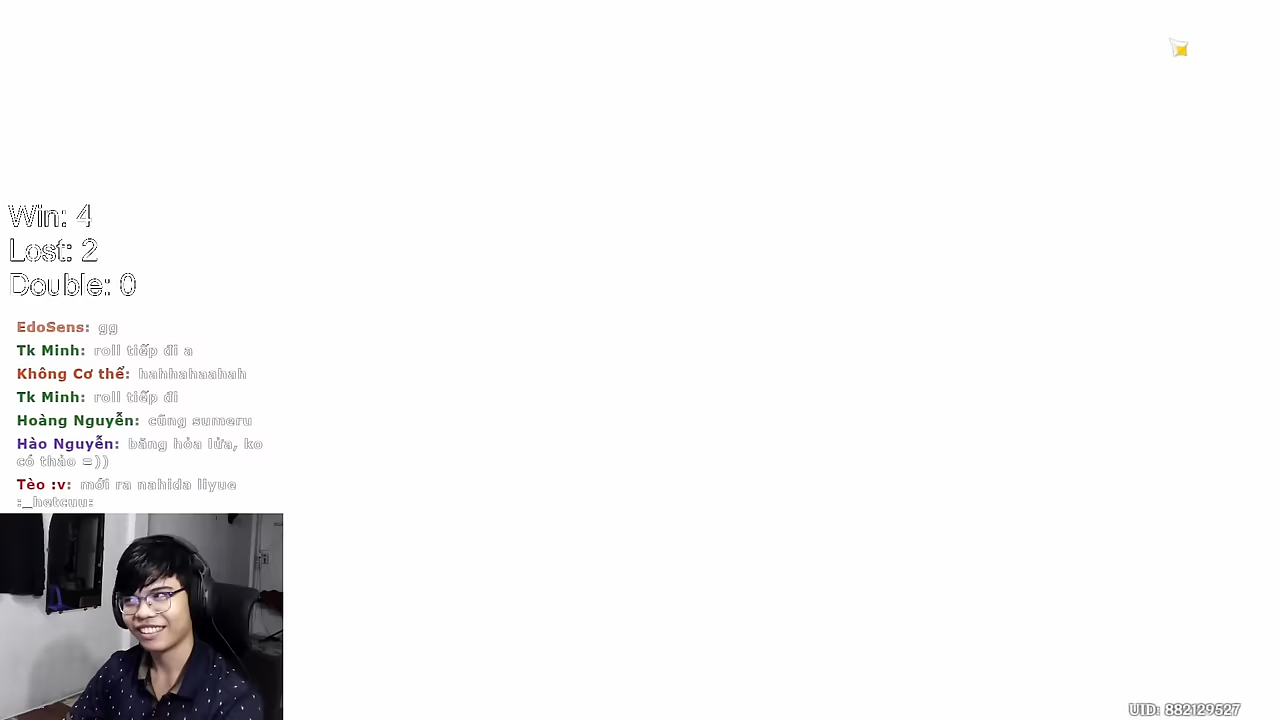 Win: 4
Lost: 2
Double: 0
EdoSens: gg
Tk Minh: roll tiếp đi a
Không Cơ thể: hahhahaahah
Tk Minh: roll tiếp đi
Hoàng Nguyễn: cũng sumeru
Hào Nguyễn: băng hỏa lửa, ko
có thảo =))
Tèo :v: mới ra nahida liyue
:_hetcuu:
UID: 882129527